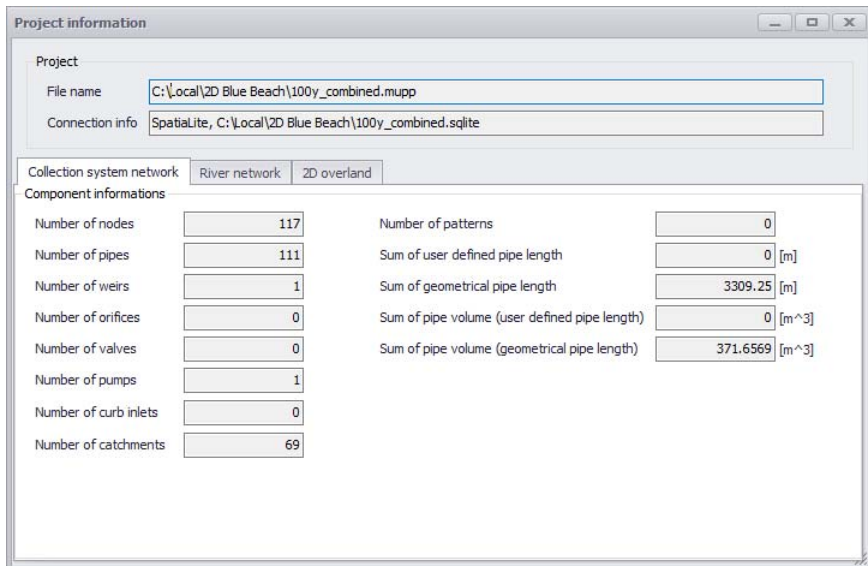 Project information
Project
File name C:\Local\2D Blue Beach\100y_combined.mupp
Connection info SpatiaLite, C:\Local\2D Blue Beach\100y_combined.sqlite
Collection system network River network 2D overland
Component informations
Number of nodes 117 Number of patterns 0
Number of pipes 111 Sum of user defined pipe length 0 [m]
Number of weirs 1 Sum of geometrical pipe length 3309.25 [m]
Number of orifices 0 Sum of pipe volume (user defined pipe length) 0 [m^3]
Number of valves 0 Sum of pipe volume (geometrical pipe length) 371.6569 [m^3]
Number of pumps 1
Number of curb inlets 0
Number of catchments 69